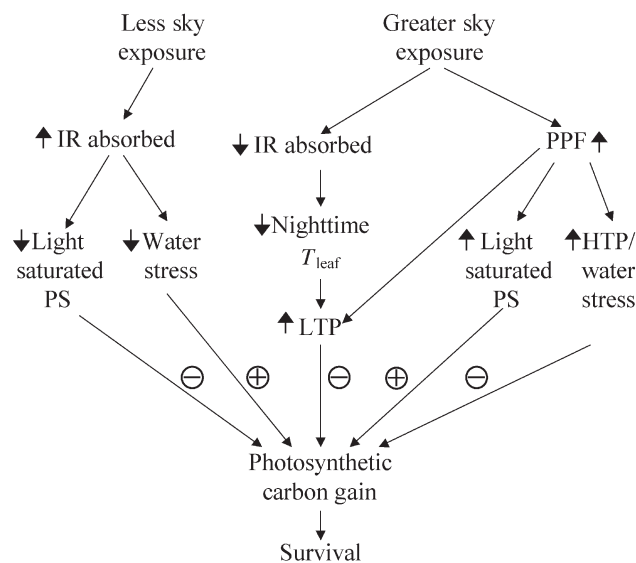 Less sky
exposure
Greater sky
exposure
IR absorbed
IR absorbed
PPF
Light
saturated
PS
Water
stress
Nighttime
T leaf
Light
saturated
PS
HTP/
water
stress
LTP
− + − + −
Photosynthetic
carbon gain
Survival